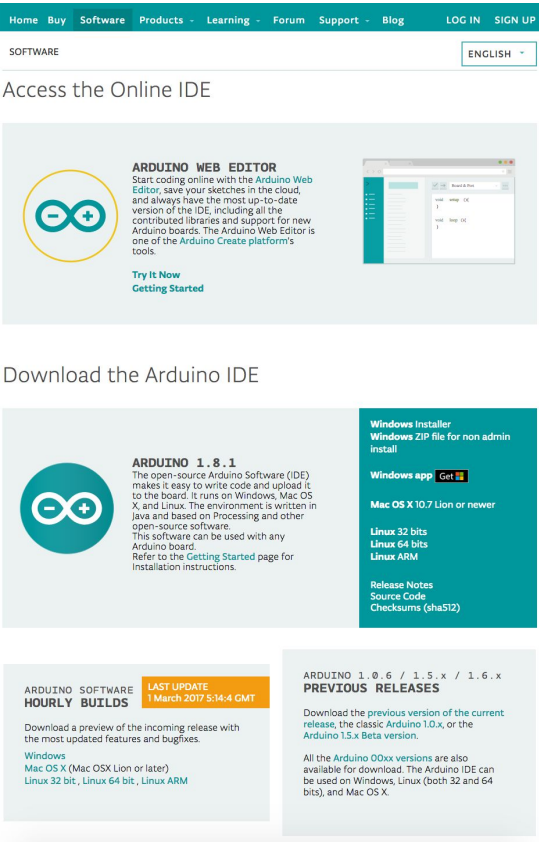 Home Buy Software Products Learning Forum Support Blog LOG IN SIGN UP
SOFTWARE
ENGLISH
Access the Online IDE
ARDUINO WEB EDITOR
Start coding online with the Arduino Web
Editor, save your sketches in the cloud,
and always have the most up-to-date
version of the IDE, including all the
contributed libraries and support for new
Arduino boards. The Arduino Web Editor is
one of the Arduino Create platform's
tools.
Try It Now
Getting Started
Board & Port
void setup (){
}
void loop (){
}
Download the Arduino IDE
ARDUINO 1.8.1
The open-source Arduino Software (IDE)
makes it easy to write code and upload it
to the board. It runs on Windows, Mac OS
X, and Linux. The environment is written in
Java and based on Processing and other
open-source software.
This software can be used with any
Arduino board.
Refer to the Getting Started page for
Installation instructions.
Windows Installer
Windows ZIP file for non admin
install
Windows app Get
Mac OS X 10.7 Lion or newer
Linux 32 bits
Linux 64 bits
Linux ARM
Release Notes
Source Code
Checksums (sha512)
ARDUINO SOFTWARE
HOURLY BUILDS
LAST UPDATE
1 March 2017 5:14:4 GMT
Download a preview of the incoming release with
the most updated features and bugfixes.
Windows
Mac OS X (Mac OSX Lion or later)
Linux 32 bit , Linux 64 bit , Linux ARM
ARDUINO 1.0.6 / 1.5.x / 1.6.x
PREVIOUS RELEASES
Download the previous version of the current
release, the classic Arduino 1.0.x, or the
Arduino 1.5.x Beta version.
All the Arduino 00xx versions are also
available for download. The Arduino IDE can
be used on Windows, Linux (both 32 and 64
bits), and Mac OS X.